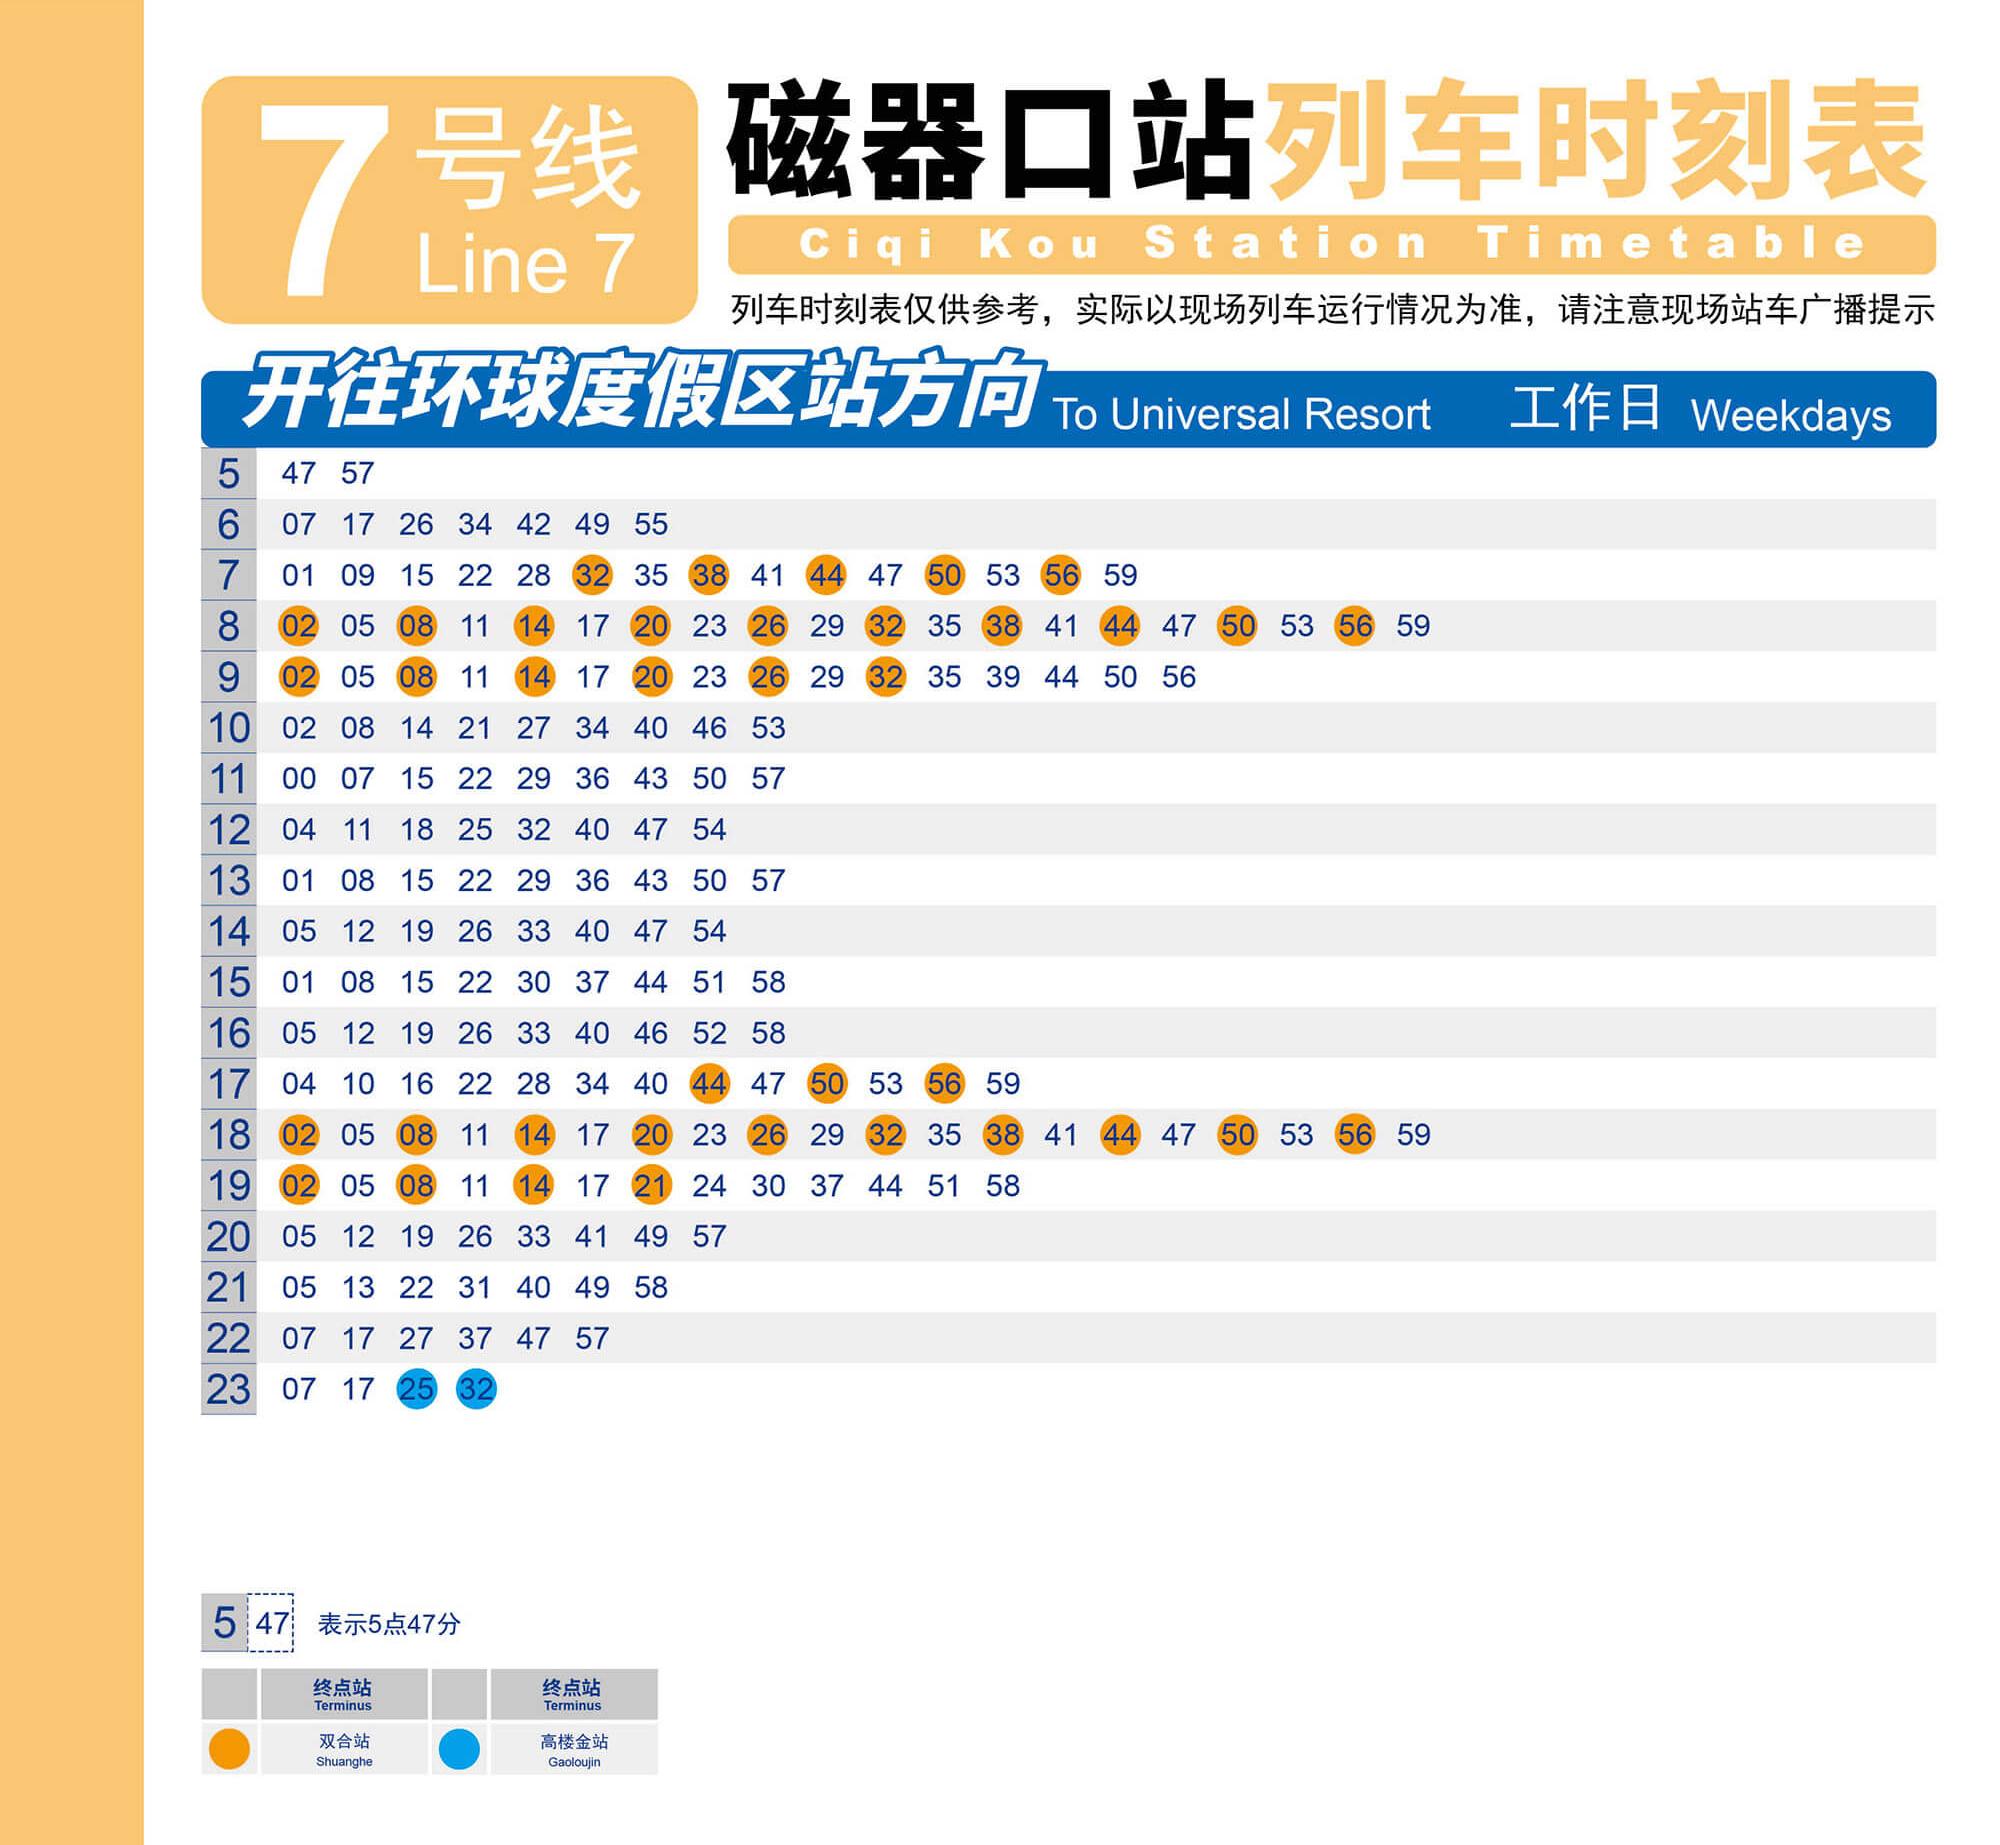 7 号线
Line 7
磁器口站列车时刻表
Ciqi Kou Station Timetable
列车时刻表仅供参考，实际以现场列车运行情况为准，请注意现场站车广播提示
开往环球度假区站方向 To Universal Resort 工作日 Weekdays
5 47 57
6 07 17 26 34 42 49 55
7 01 09 15 22 28 32 35 38 41 44 47 50 53 56 59
8 02 05 08 11 14 17 20 23 26 29 32 35 38 41 44 47 50 53 56 59
9 02 05 08 11 14 17 20 23 26 29 32 35 39 44 50 56
10 02 08 14 21 27 34 40 46 53
11 00 07 15 22 29 36 43 50 57
12 04 11 18 25 32 40 47 54
13 01 08 15 22 29 36 43 50 57
14 05 12 19 26 33 40 47 54
15 01 08 15 22 30 37 44 51 58
16 05 12 19 26 33 40 46 52 58
17 04 10 16 22 28 34 40 44 47 50 53 56 59
18 02 05 08 11 14 17 20 23 26 29 32 35 38 41 44 47 50 53 56 59
19 02 05 08 11 14 17 21 24 30 37 44 51 58
20 05 12 19 26 33 41 49 57
21 05 13 22 31 40 49 58
22 07 17 27 37 47 57
23 07 17 25 32
5 47 表示5点47分
终点站 终点站
Terminus Terminus
双合站 高楼金站
Shuanghe Gaoloujin